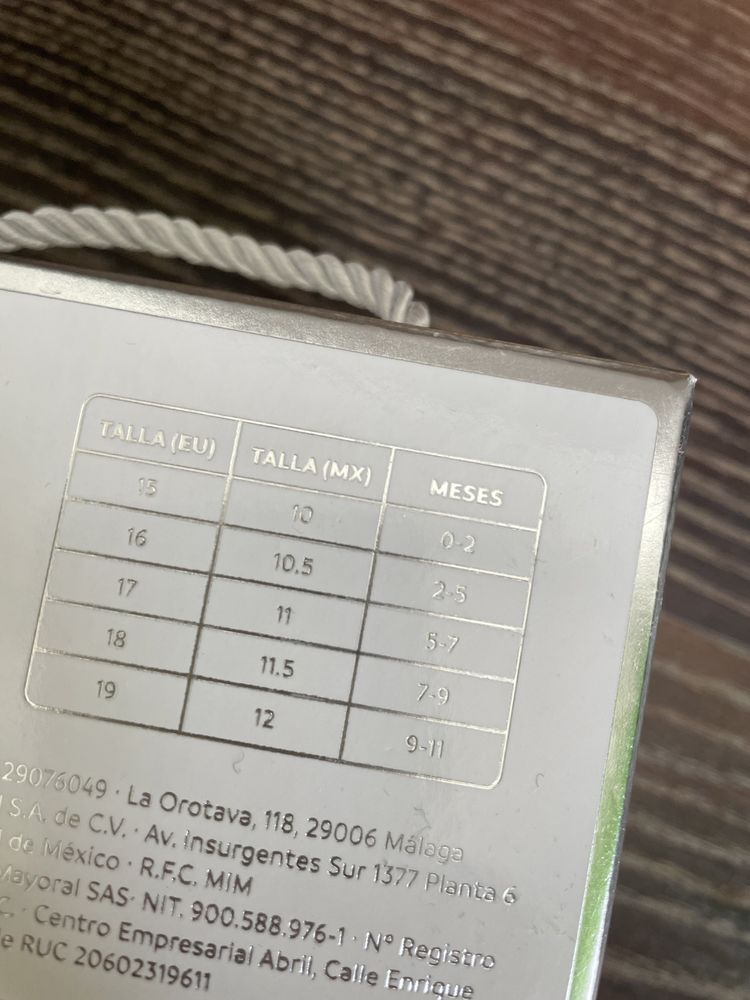 TALLA (EU) TALLA (MX) MESES
15 10 0-2
16 10.5 2-5
17 11 5-7
18 11.5 7-9
19 12 9-11
29076049 · La Orotava, 118, 29006 Málaga
S.A. de C.V. · Av. Insurgentes Sur 1377 Planta 6
de México · R.F.C. MIM
Mayoral SAS· NIT. 900.588.976-1 · Nº Registro
C. · Centro Empresarial Abril, Calle Enrique
e RUC 20602319611